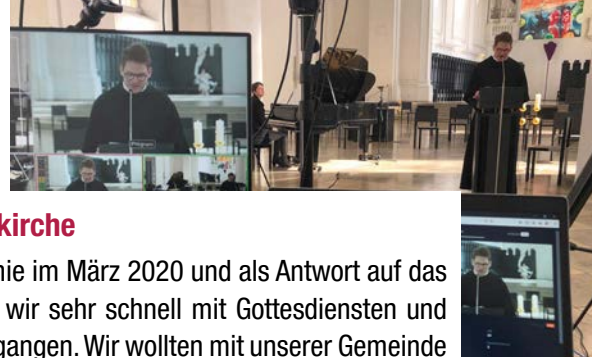 kirche
nie im März 2020 und als Antwort auf das
wir sehr schnell mit Gottesdiensten und
gangen. Wir wollten mit unserer Gemeinde